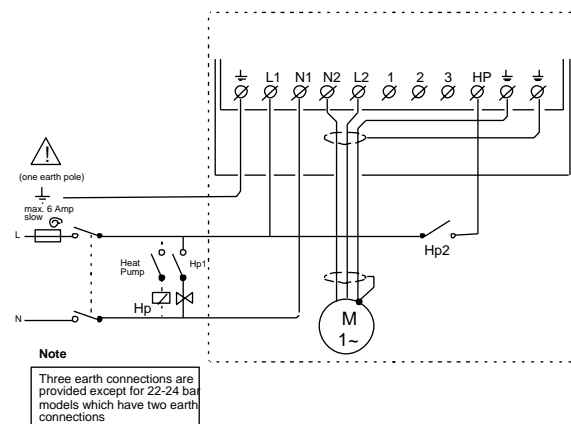 L1 N1 N2 L2 1 2 3 HP
(one earth pole)
max. 6 Amp
slow
L
Heat
Pump
Hp1
Hp2
Hp
N
M
1~
Note
Three earth connections are
provided except for 22-24 bar
models which have two earth
connections